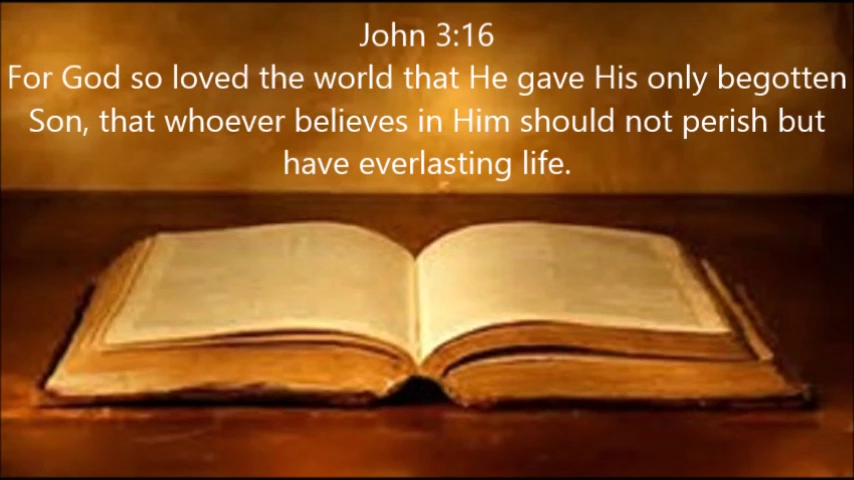 John 3:16
For God so loved the world that He gave His only begotten
Son, that whoever believes in Him should not perish but
have everlasting life.